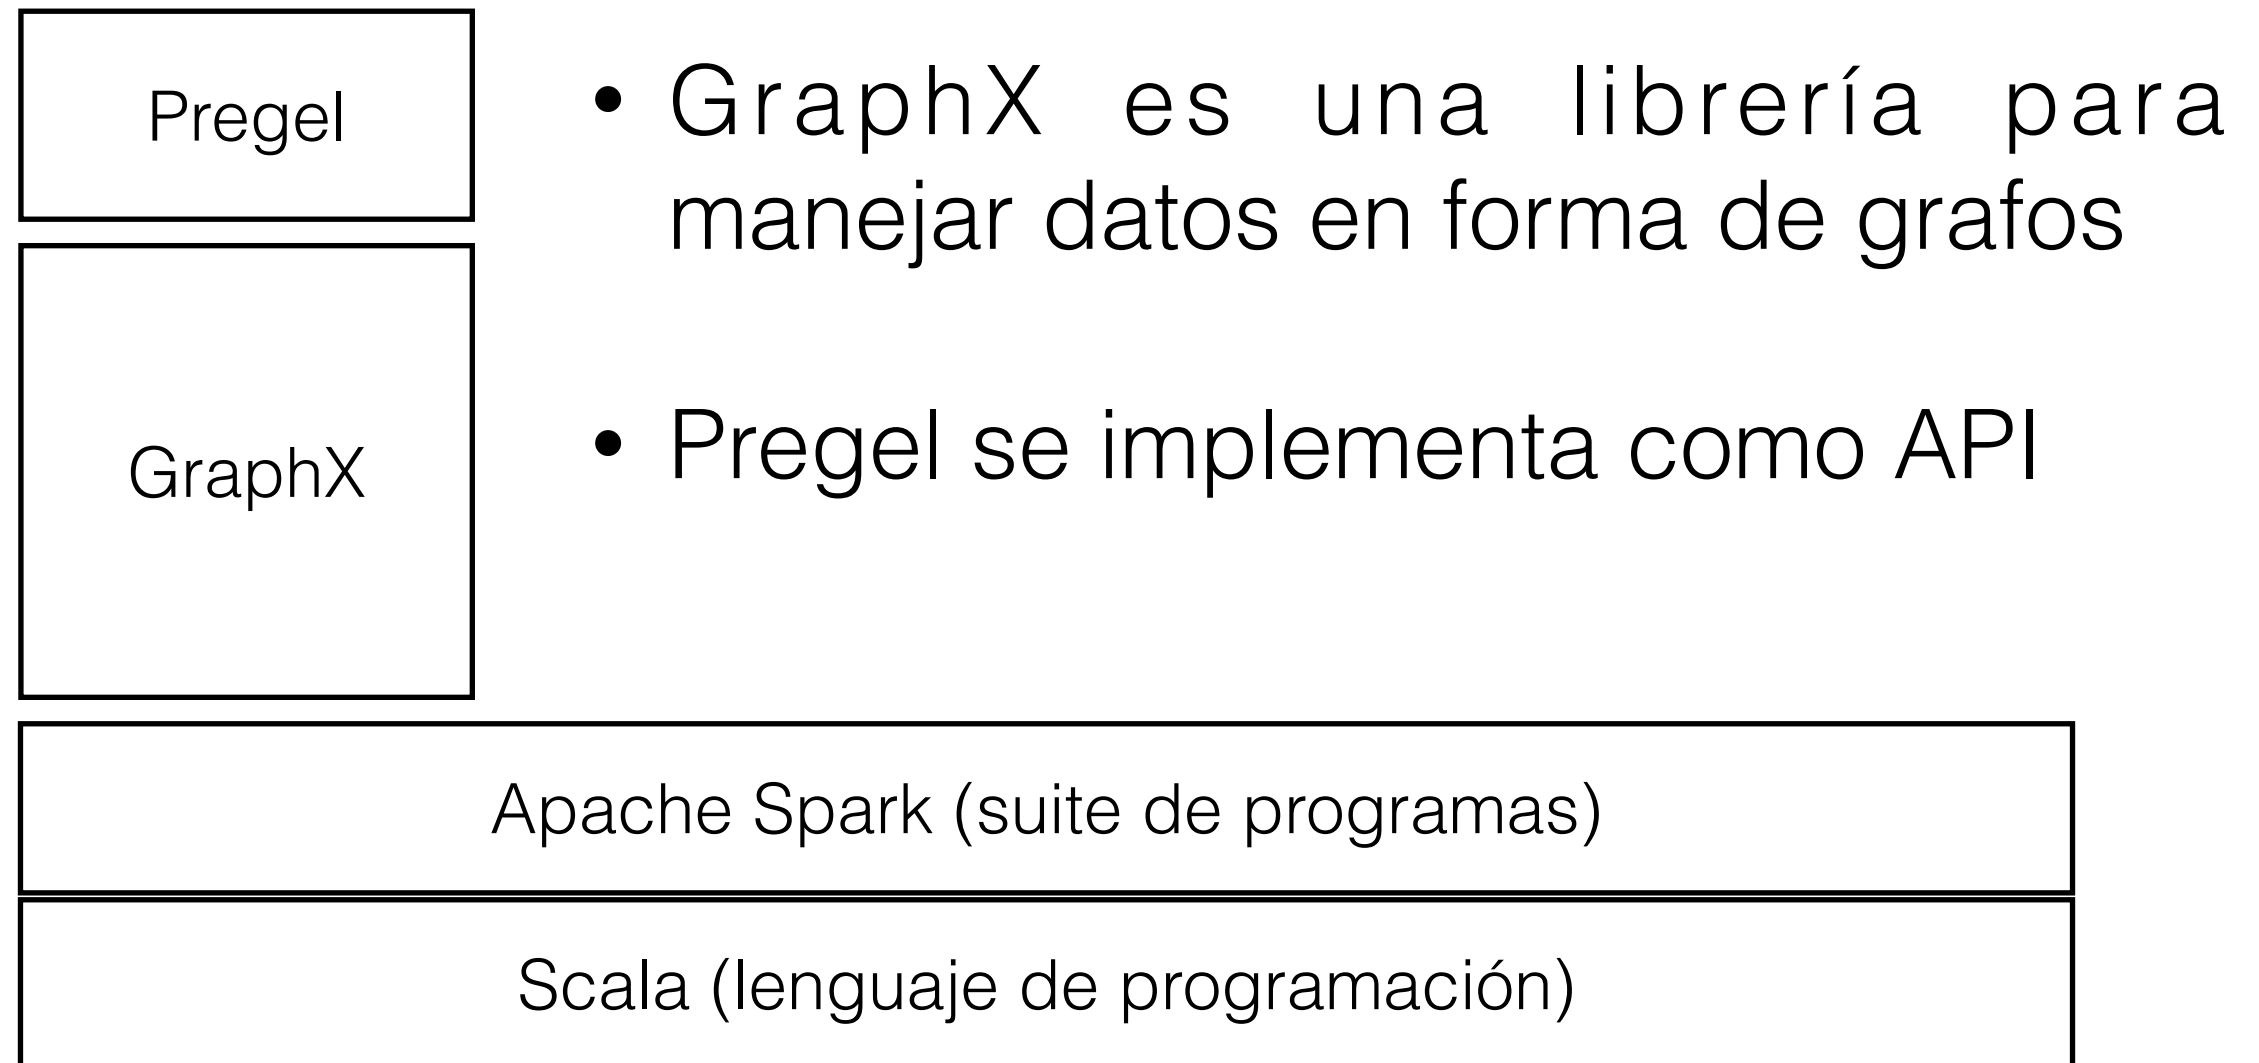 Pregel
• GraphX es una librería para
manejar datos en forma de grafos
GraphX
• Pregel se implementa como API
Apache Spark (suite de programas)
Scala (lenguaje de programación)